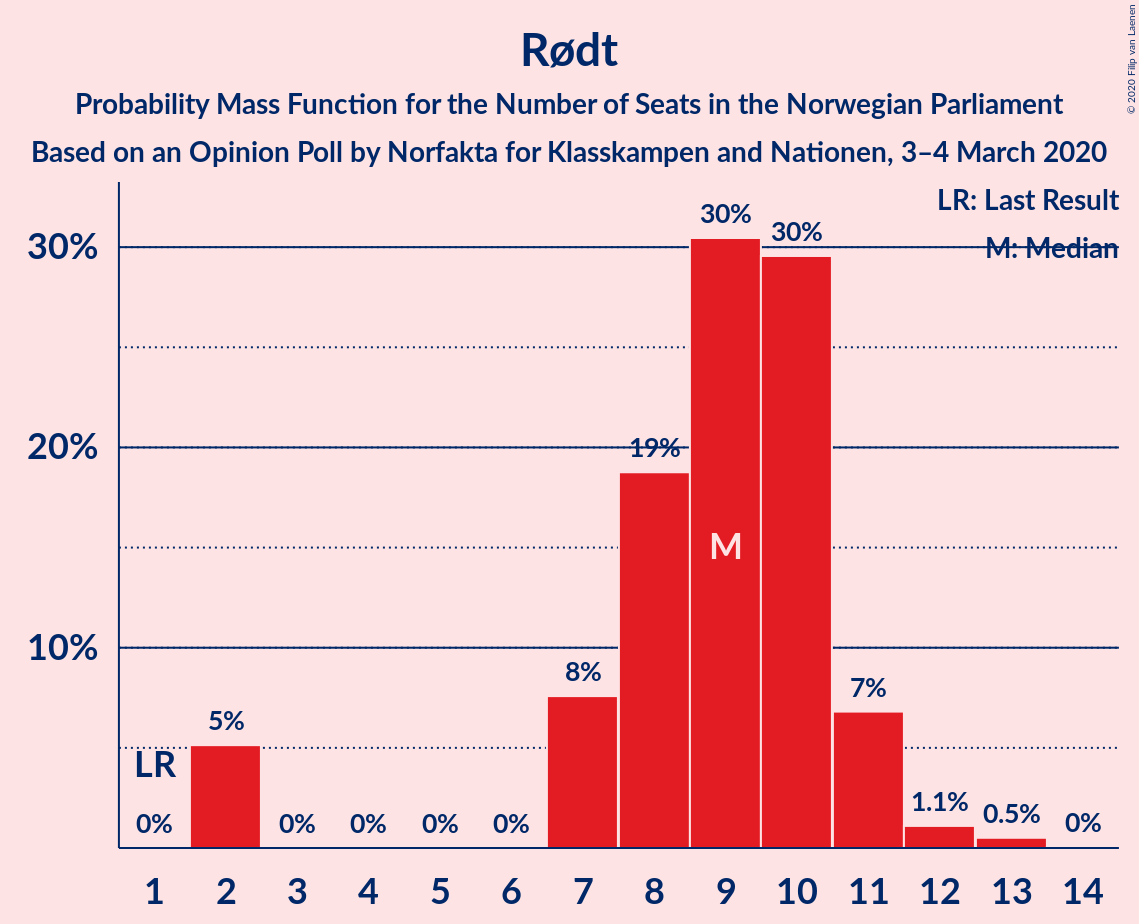 Rødt
Probability Mass Function for the Number of Seats in the Norwegian Parliament
Based on an Opinion Poll by Norfakta for Klasskampen and Nationen, 3–4 March 2020
© 2020 Filip van Laenen
LR: Last Result
M: Median
30%
20%
10%
LR
M
0%
5%
0%
0%
0%
0%
8%
19%
30%
30%
7%
1.1%
0.5%
0%
1 2 3 4 5 6 7 8 9 10 11 12 13 14